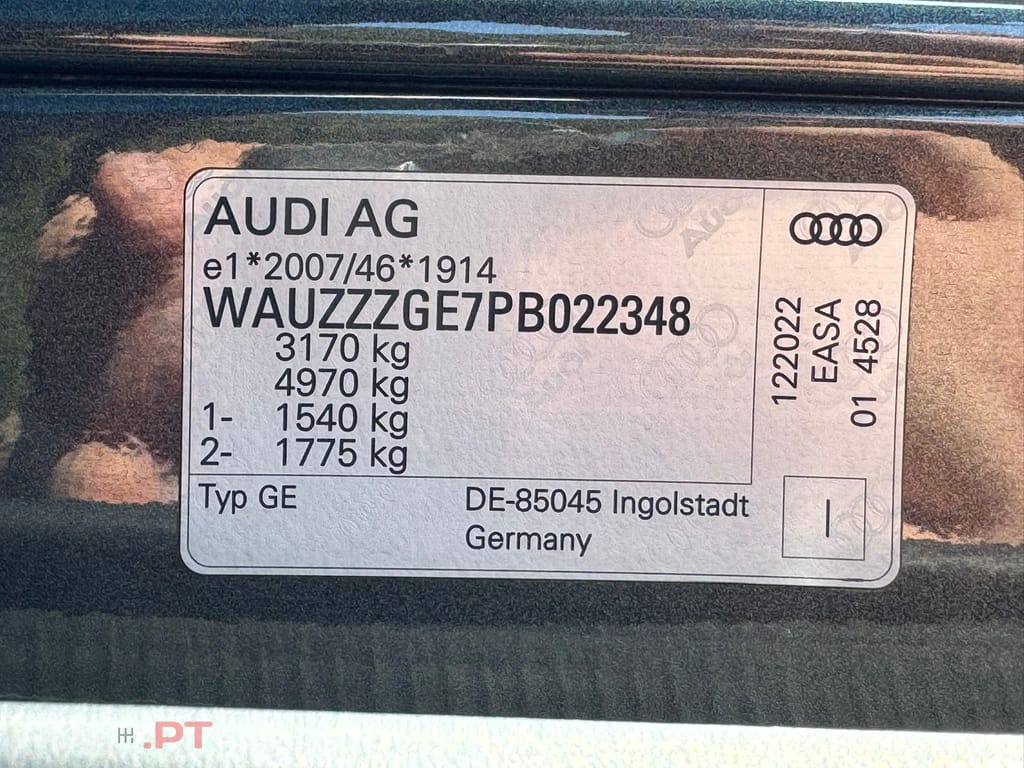 AUDI AG
e1*2007/46*1914
WAUZZZGE7PB022348
3170 kg
4970 kg
1- 1540 kg
2- 1775 kg
Typ GE
DE-85045 Ingolstadt
Germany
122022
EASA
01 4528
.PT